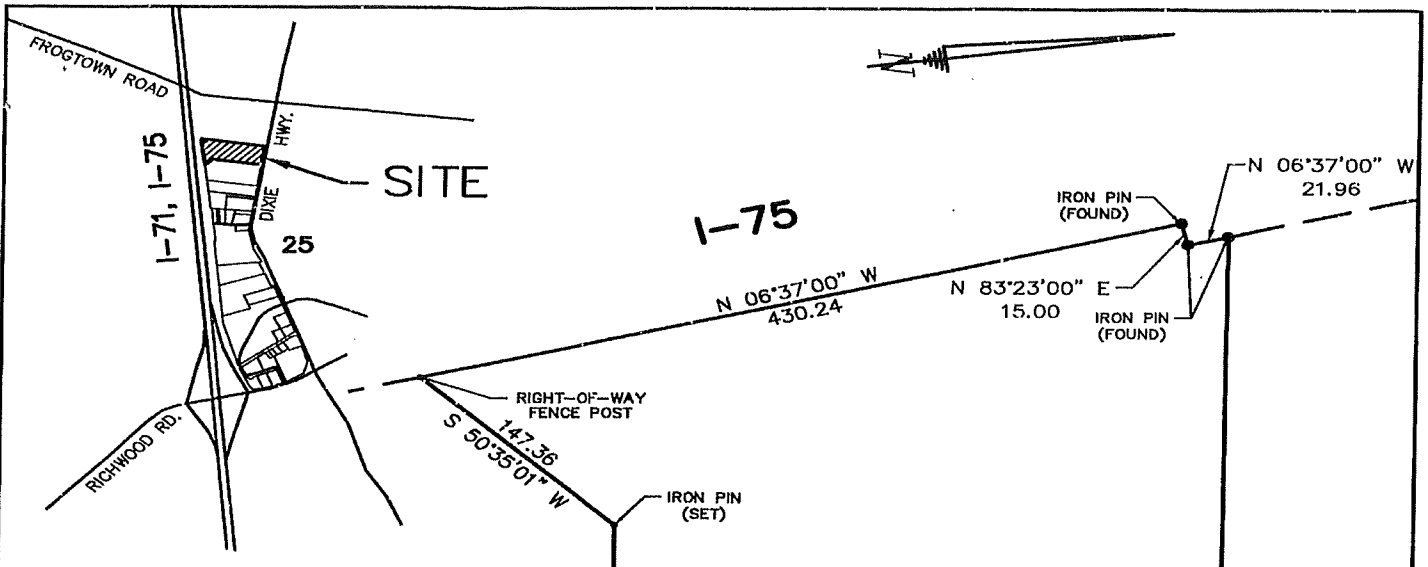 FROGTOWN ROAD
I-71, I-75
HWY.
DIXIE
25
SITE
RICHWOOD RD.
N
I-75
N 06°37'00" W
430.24
RIGHT-OF-WAY
FENCE POST
147.36
S 50°35'01" W
IRON PIN
(SET)
IRON PIN
(FOUND)
N 83°23'00" E
15.00
IRON PIN
(FOUND)
N 06°37'00" W
21.96